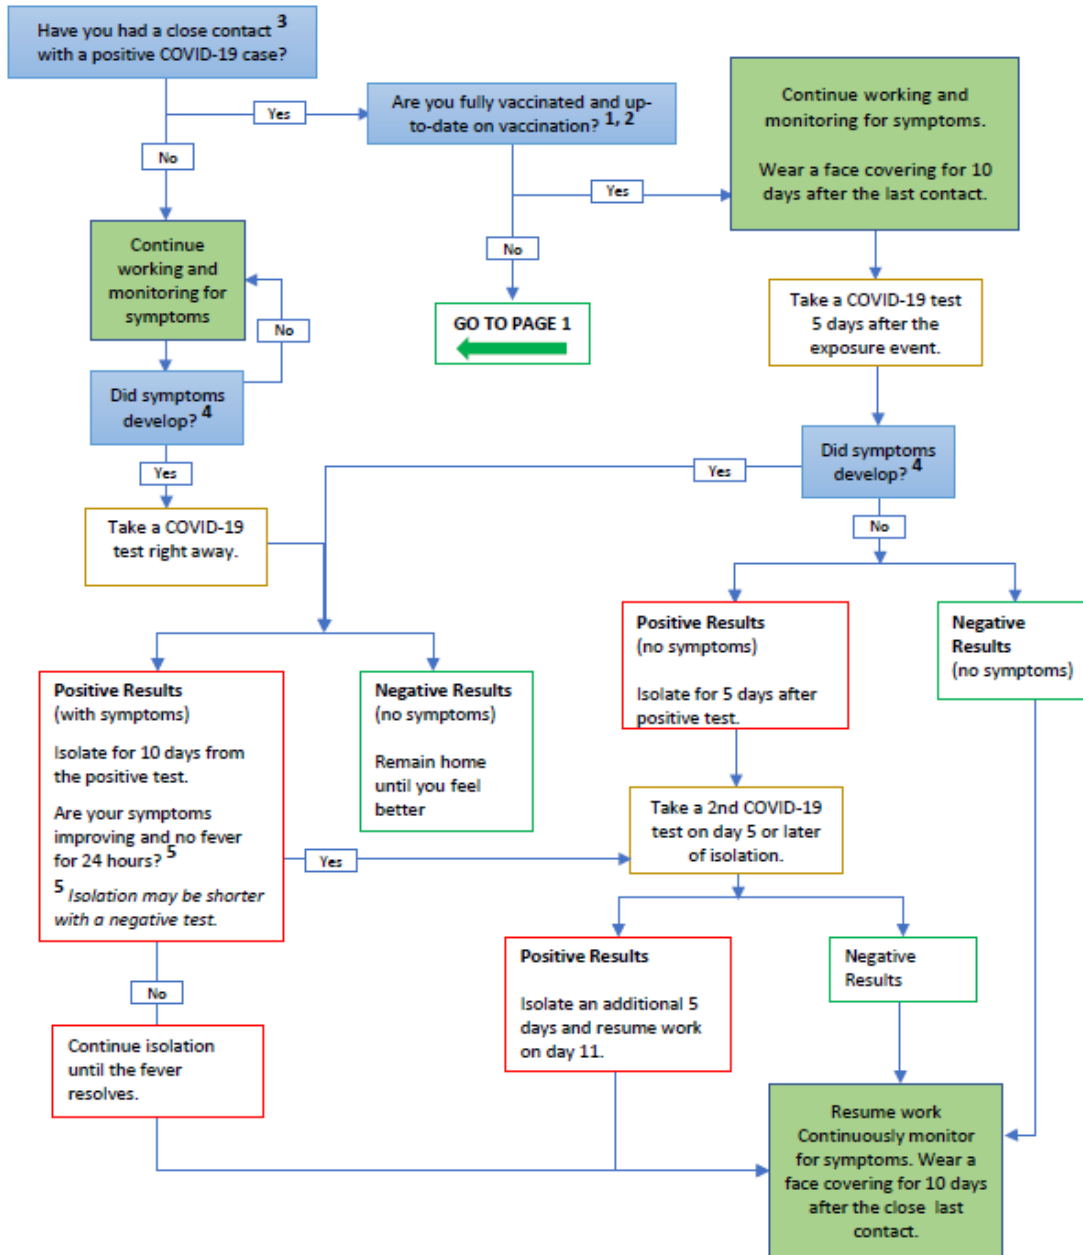 Have you had a close contact 3
with a positive COVID-19 case?
Yes
Are you fully vaccinated and up-
to-date on vaccination? 1, 2
Continue working and
monitoring for symptoms.
Wear a face covering for 10
days after the last contact.
No
Yes
No
Continue
working and
monitoring for
symptoms
No
GO TO PAGE 1
Take a COVID-19 test
5 days after the
exposure event.
Did symptoms
develop? 4
Yes
Did symptoms
develop? 4
Yes
No
Take a COVID-19
test right away.
Positive Results
(with symptoms)
Isolate for 10 days from
the positive test.
Are your symptoms
improving and no fever
for 24 hours? 5
5 Isolation may be shorter
with a negative test.
Negative Results
(no symptoms)
Remain home
until you feel
better
Positive Results
(no symptoms)
Isolate for 5 days after
positive test.
Negative
Results
(no symptoms)
Yes
Take a 2nd COVID-19
test on day 5 or later
of isolation.
No
Positive Results
Isolate an additional 5
days and resume work
on day 11.
Negative
Results
Continue isolation
until the fever
resolves.
Resume work
Continuously monitor
for symptoms. Wear a
face covering for 10 days
after the close last
contact.